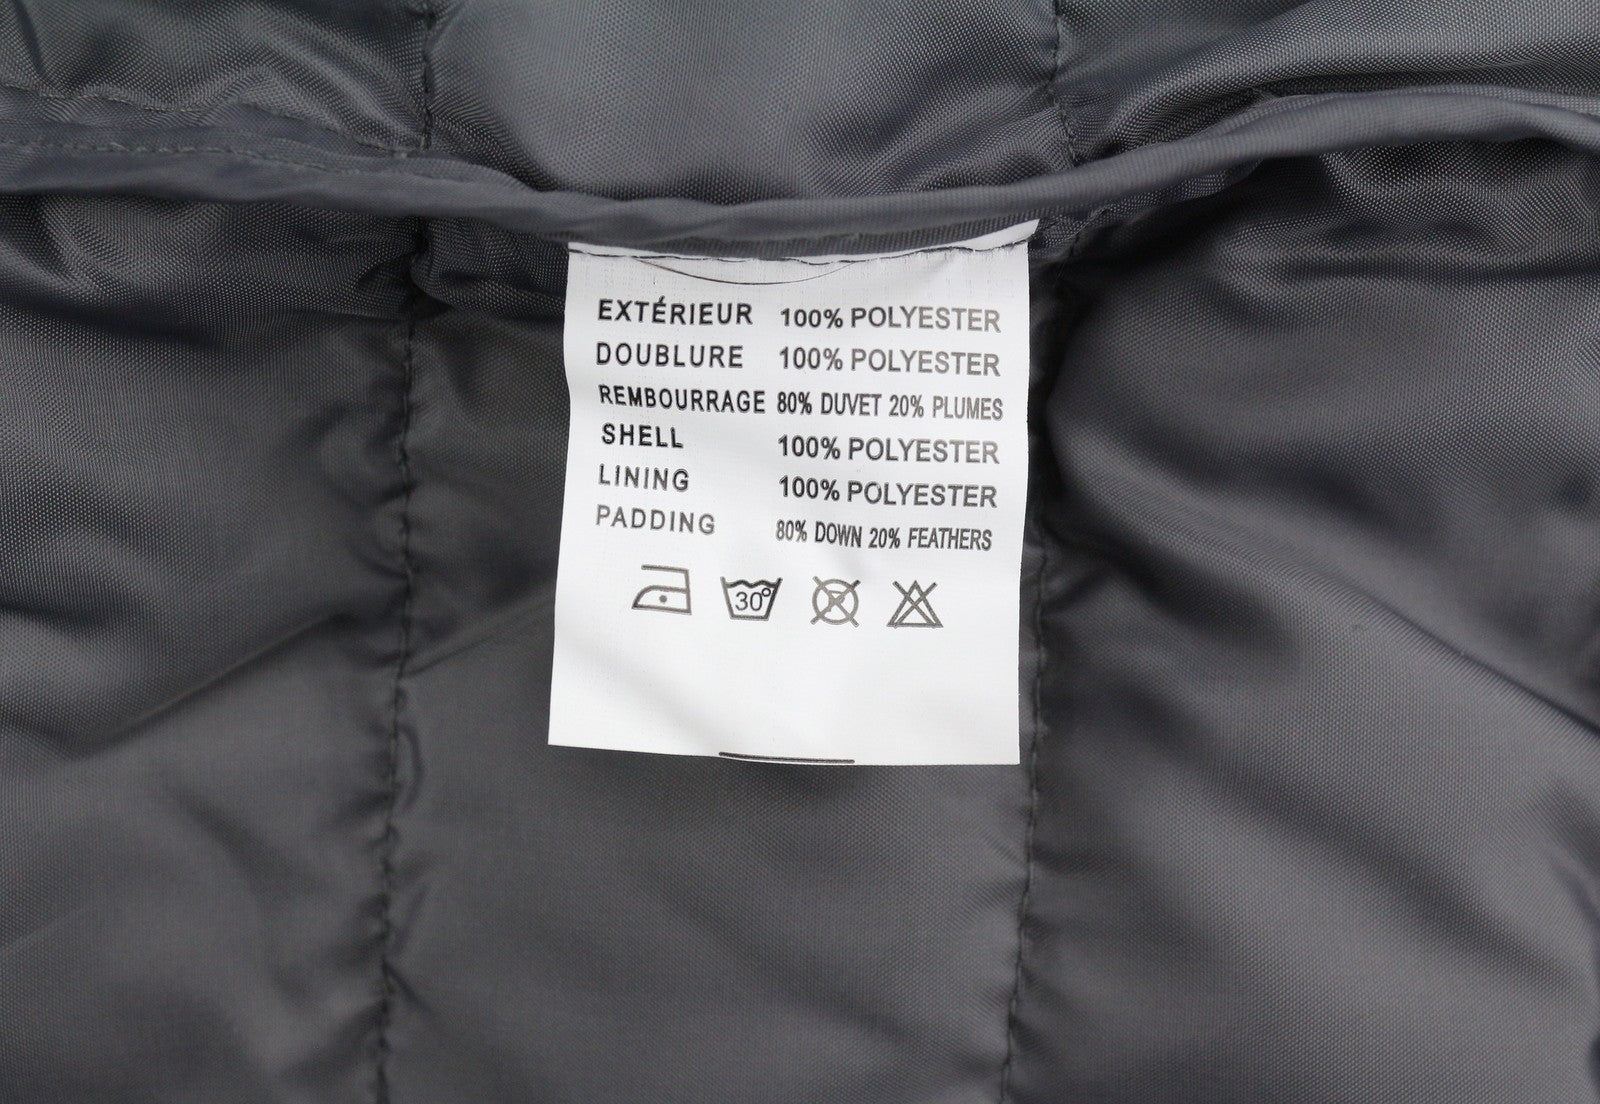 EXTÉRIEUR 100% POLYESTER
DOUBLURE 100% POLYESTER
REMBOURRAGE 80% DUVET 20% PLUMES
SHELL 100% POLYESTER
LINING 100% POLYESTER
PADDING 80% DOWN 20% FEATHERS
30°